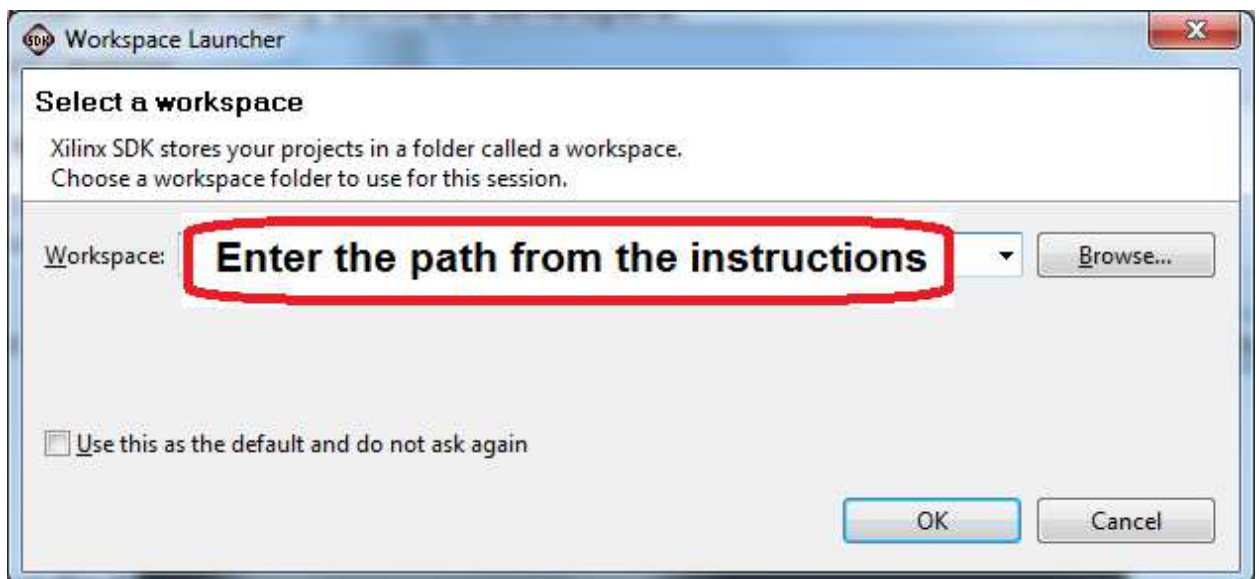 SDK Workspace Launcher
Select a workspace
Xilinx SDK stores your projects in a folder called a workspace.
Choose a workspace folder to use for this session.
Workspace: Enter the path from the instructions Browse...
Use this as the default and do not ask again
OK Cancel